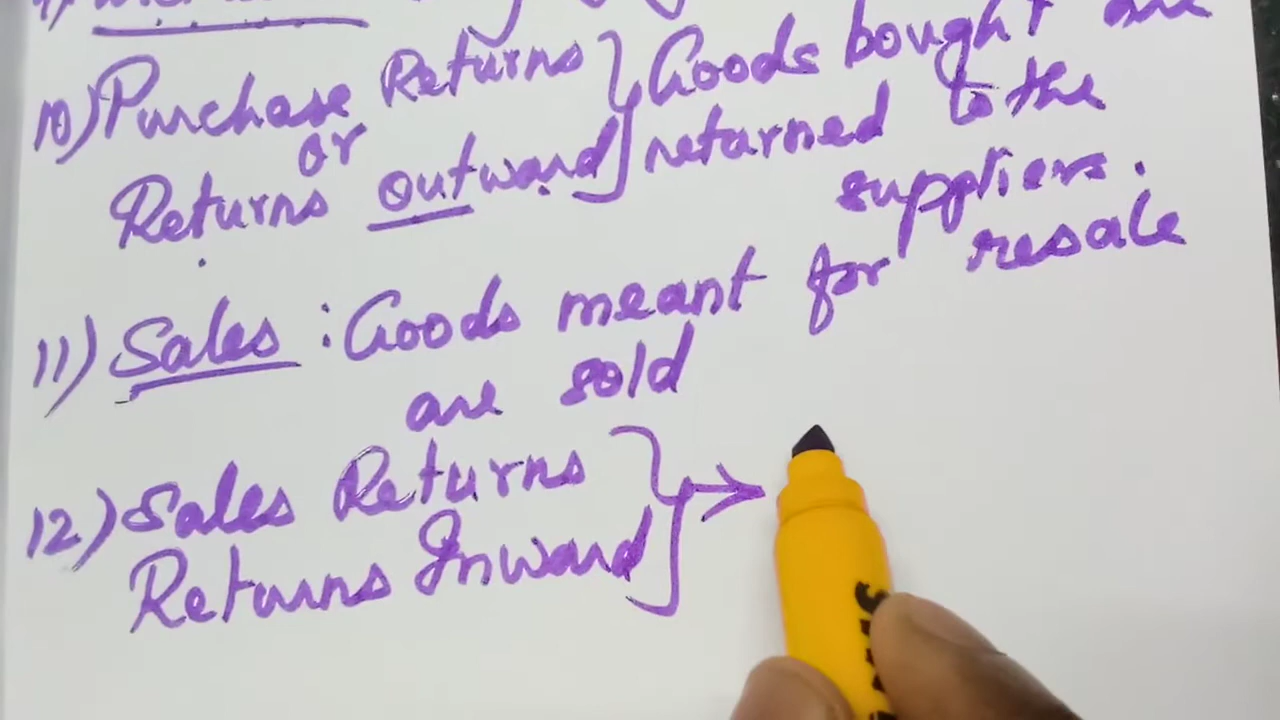 10) Purchase Returns } Goods bought are
or
Returns outward } returned to the
suppliers.
11) Sales : Goods meant for resale
are sold
12) Sales Returns
Returns Inward } →